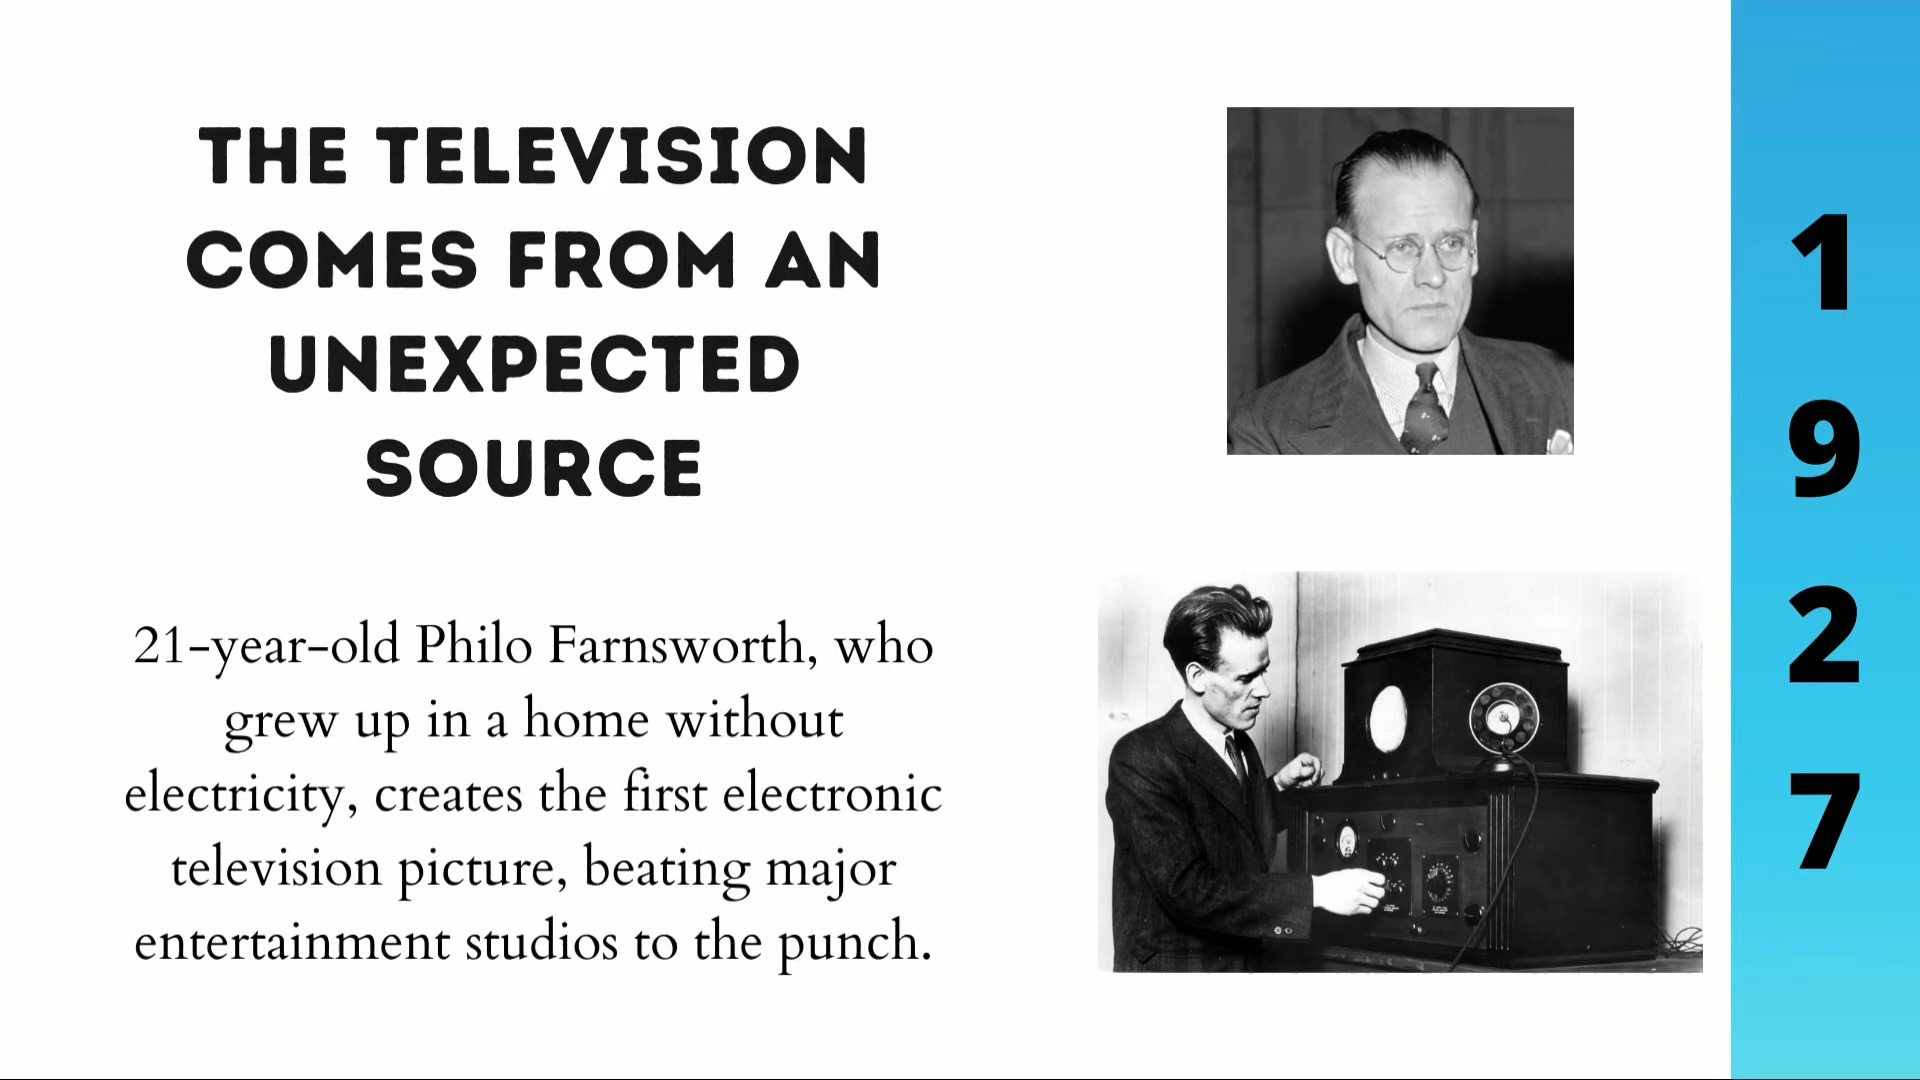 THE TELEVISION
COMES FROM AN
UNEXPECTED
SOURCE
21-year-old Philo Farnsworth, who
grew up in a home without
electricity, creates the first electronic
television picture, beating major
entertainment studios to the punch.
1
9
2
7